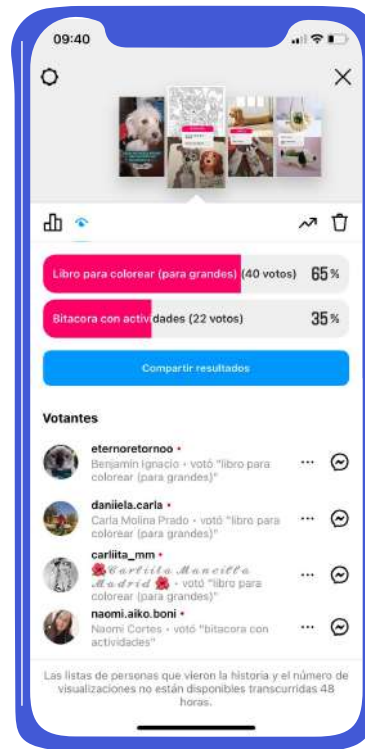 09:40
Libro para colorear (para grandes) (40 votos) 65%
Bitacora con actividades (22 votos) 35%
Compartir resultados
Votantes
eternoretornoo •
Benjamin Ignacio • votó "libro para
colorear (para grandes)"
daniiela.carla •
Carla Molina Prado • votó "libro para
colorear (para grandes)"
carliita_mm •
🌺𝓒𝓪𝓻𝓵𝓲𝓲𝓽𝓪 𝓜𝓪𝓷𝓬𝓲𝓵𝓵𝓪
𝓜𝓪𝓭𝓻𝓲𝓭 🌺 • votó "libro para
colorear (para grandes)"
naomi.aiko.boni •
Naomi Cortes • votó "bitacora con
actividades"
Las listas de personas que vieron la historia y el número de
visualizaciones no están disponibles transcurridas 48
horas.